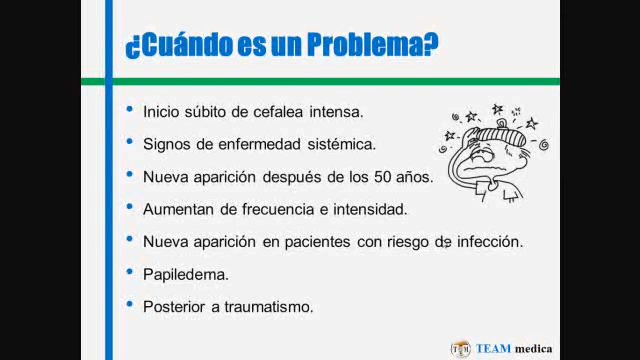 ¿Cuándo es un Problema?
Inicio súbito de cefalea intensa.
Signos de enfermedad sistémica.
Nueva aparición después de los 50 años.
Aumentan de frecuencia e intensidad.
Nueva aparición en pacientes con riesgo de infección.
Papiledema.
Posterior a traumatismo.
TEAM medica